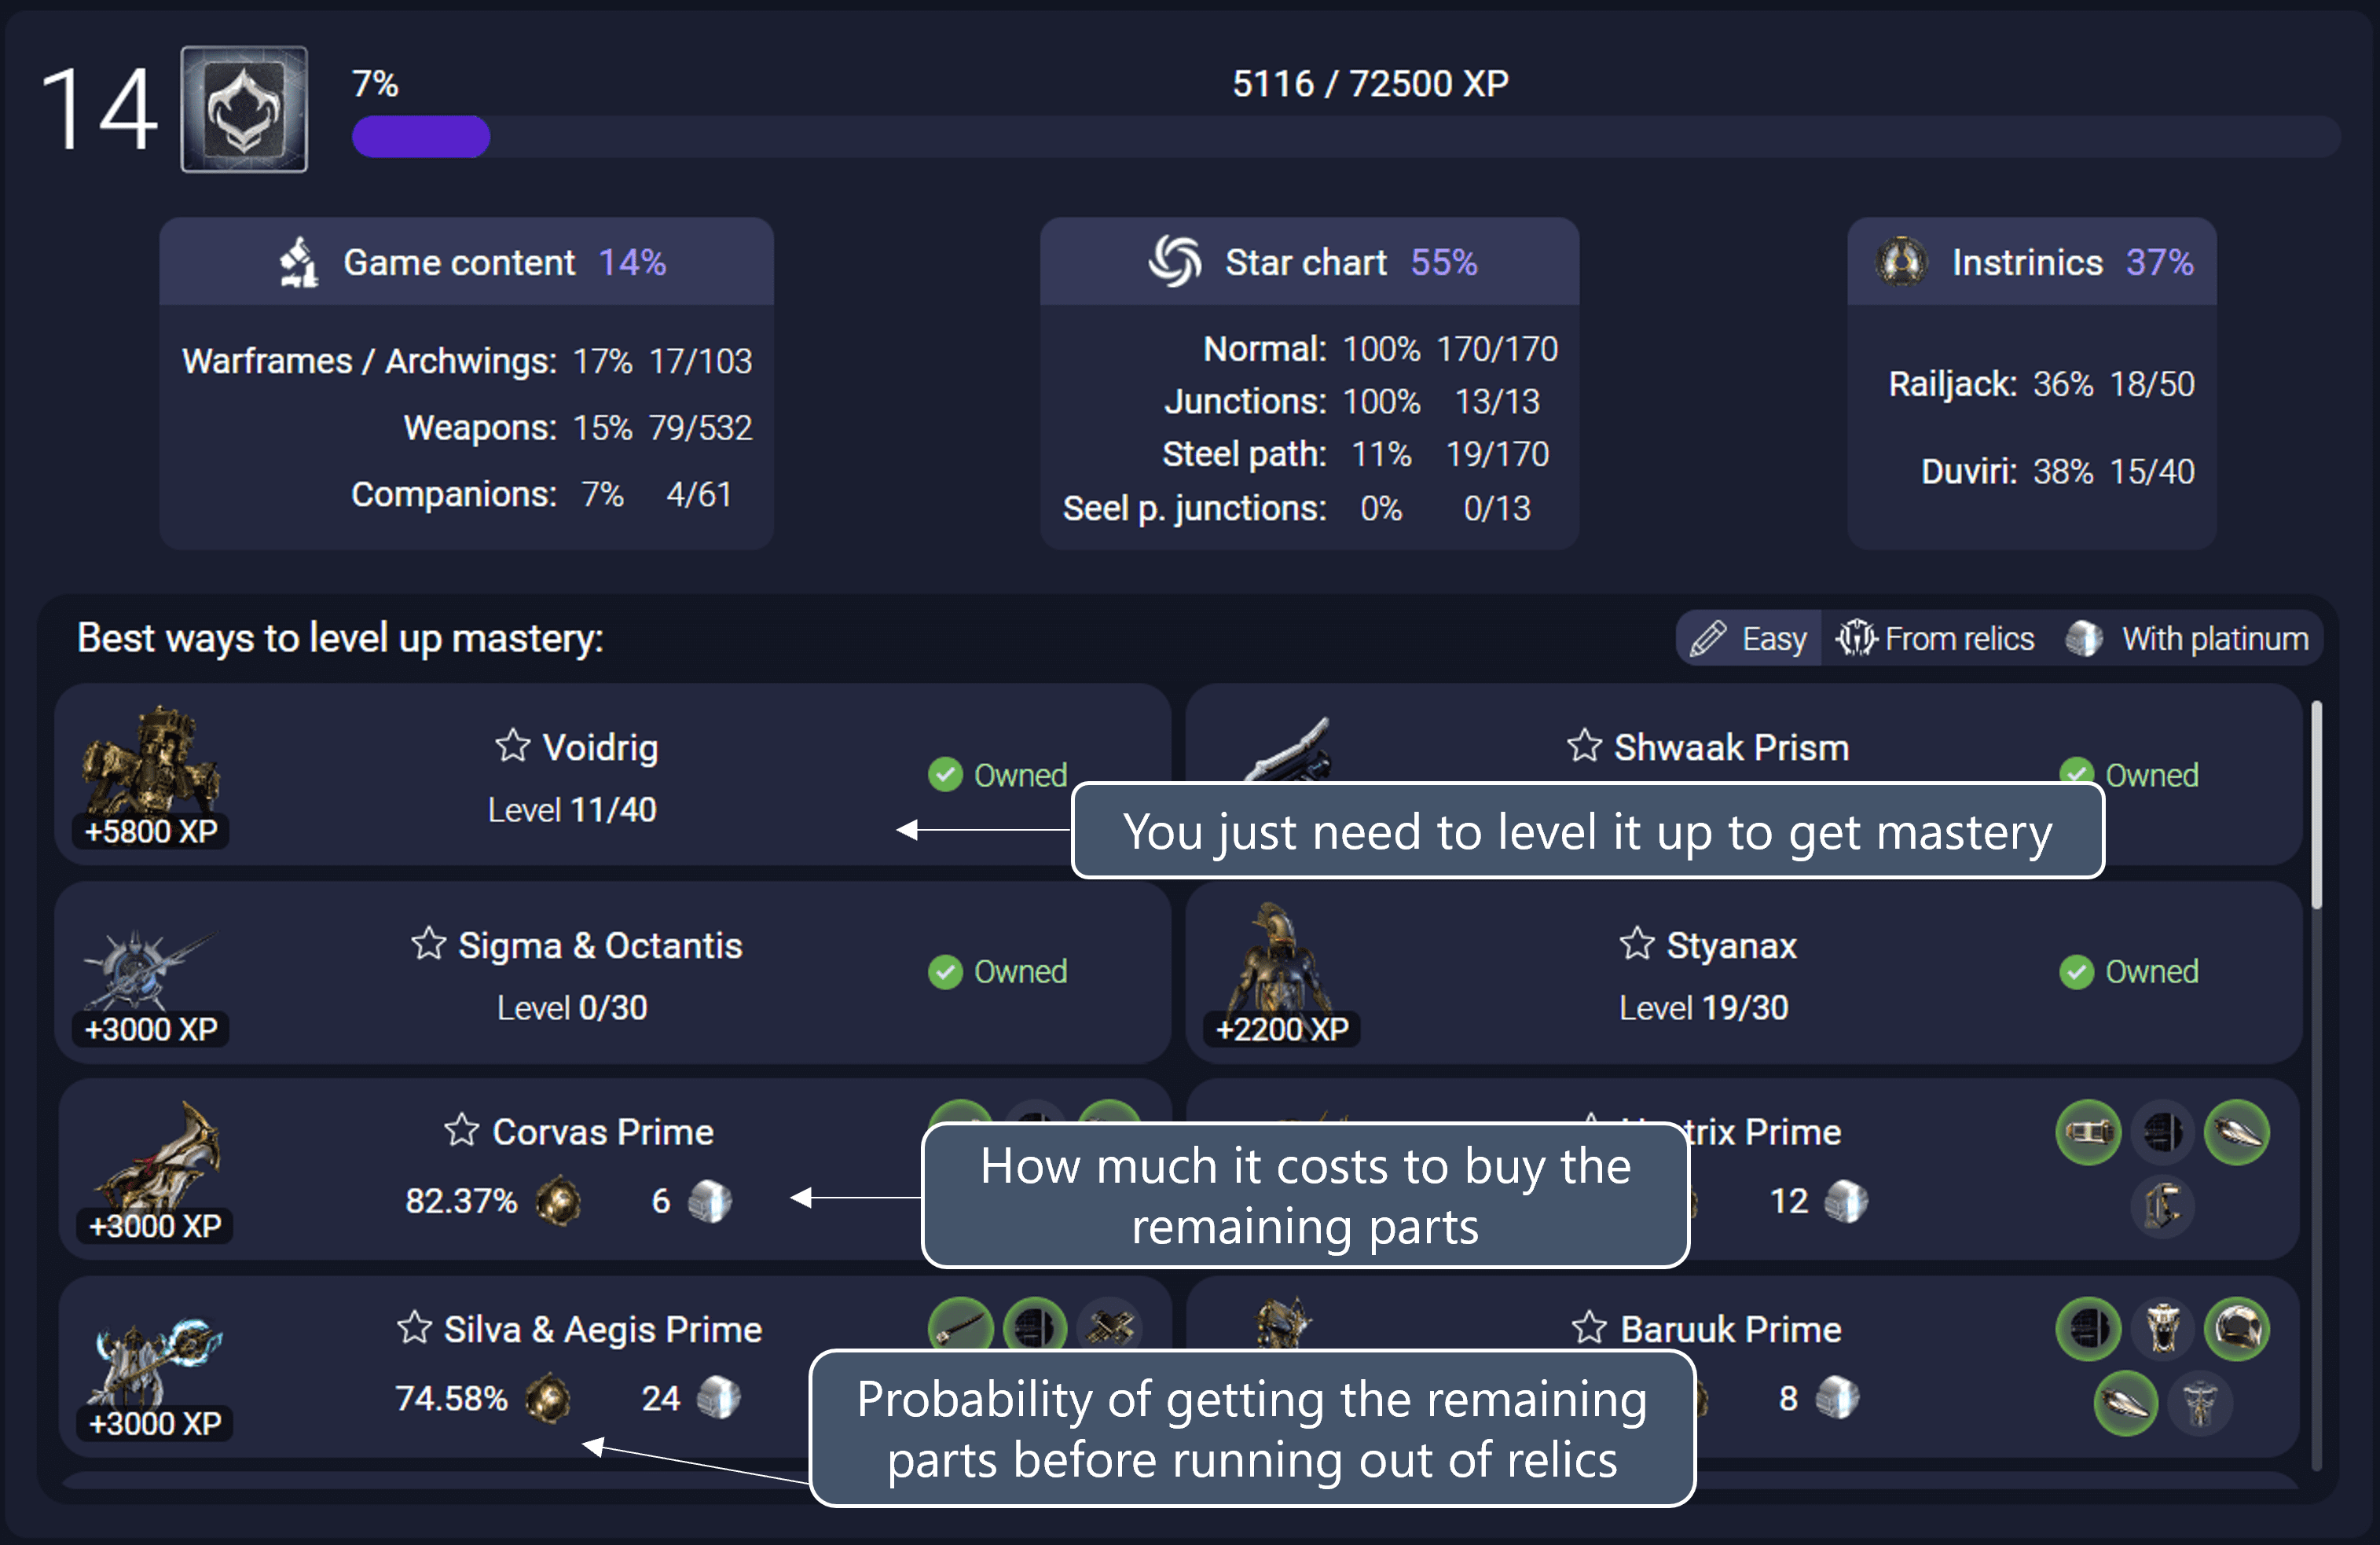 14
7%
5116 / 72500 XP
Game content 14%
Warframes / Archwings: 17% 17/103
Weapons: 15% 79/532
Companions: 7% 4/61
Star chart 55%
Normal: 100% 170/170
Junctions: 100% 13/13
Steel path: 11% 19/170
Seel p. junctions: 0% 0/13
Instrinics 37%
Railjack: 36% 18/50
Duviri: 38% 15/40
Best ways to level up mastery:
Easy From relics With platinum
Voidrig
Level 11/40
Owned
+5800 XP
Shwaak Prism
Owned
You just need to level it up to get mastery
Sigma & Octantis
Level 0/30
Owned
+3000 XP
Styanax
Level 19/30
Owned
+2200 XP
Corvas Prime
82.37% 6
+3000 XP
How much it costs to buy the
remaining parts
trix Prime
12
Silva & Aegis Prime
74.58% 24
+3000 XP
Probability of getting the remaining
parts before running out of relics
Baruuk Prime
8